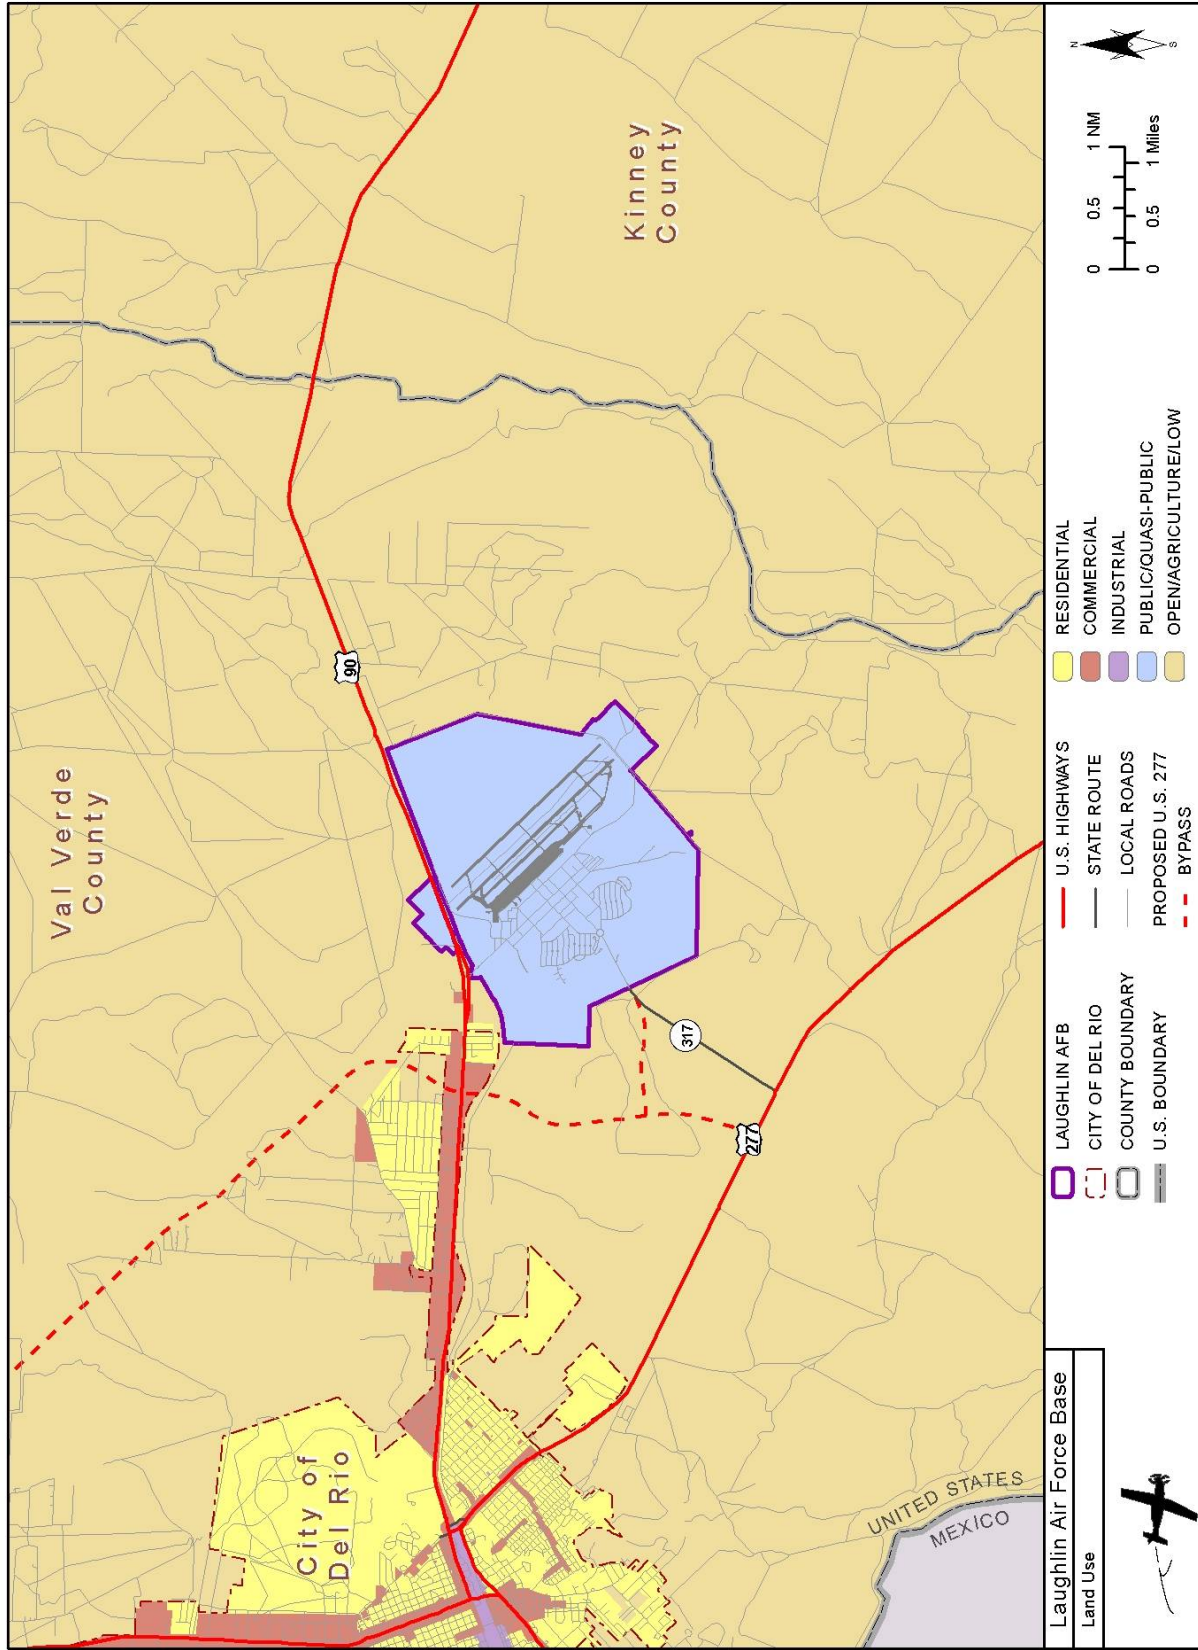 Val Verde
County
Kinney
County
City of
Del Rio
90
277
317
UNITED STATES
MEXICO
Laughlin Air Force Base
Land Use
LAUGHLIN AFB
CITY OF DEL RIO
COUNTY BOUNDARY
U.S. BOUNDARY
U.S. HIGHWAYS
STATE ROUTE
LOCAL ROADS
PROPOSED U.S. 277
BYPASS
RESIDENTIAL
COMMERCIAL
INDUSTRIAL
PUBLIC/QUASI-PUBLIC
OPEN/AGRICULTURE/LOW
0 0.5 1 NM
0 0.5 1 Miles
N
S